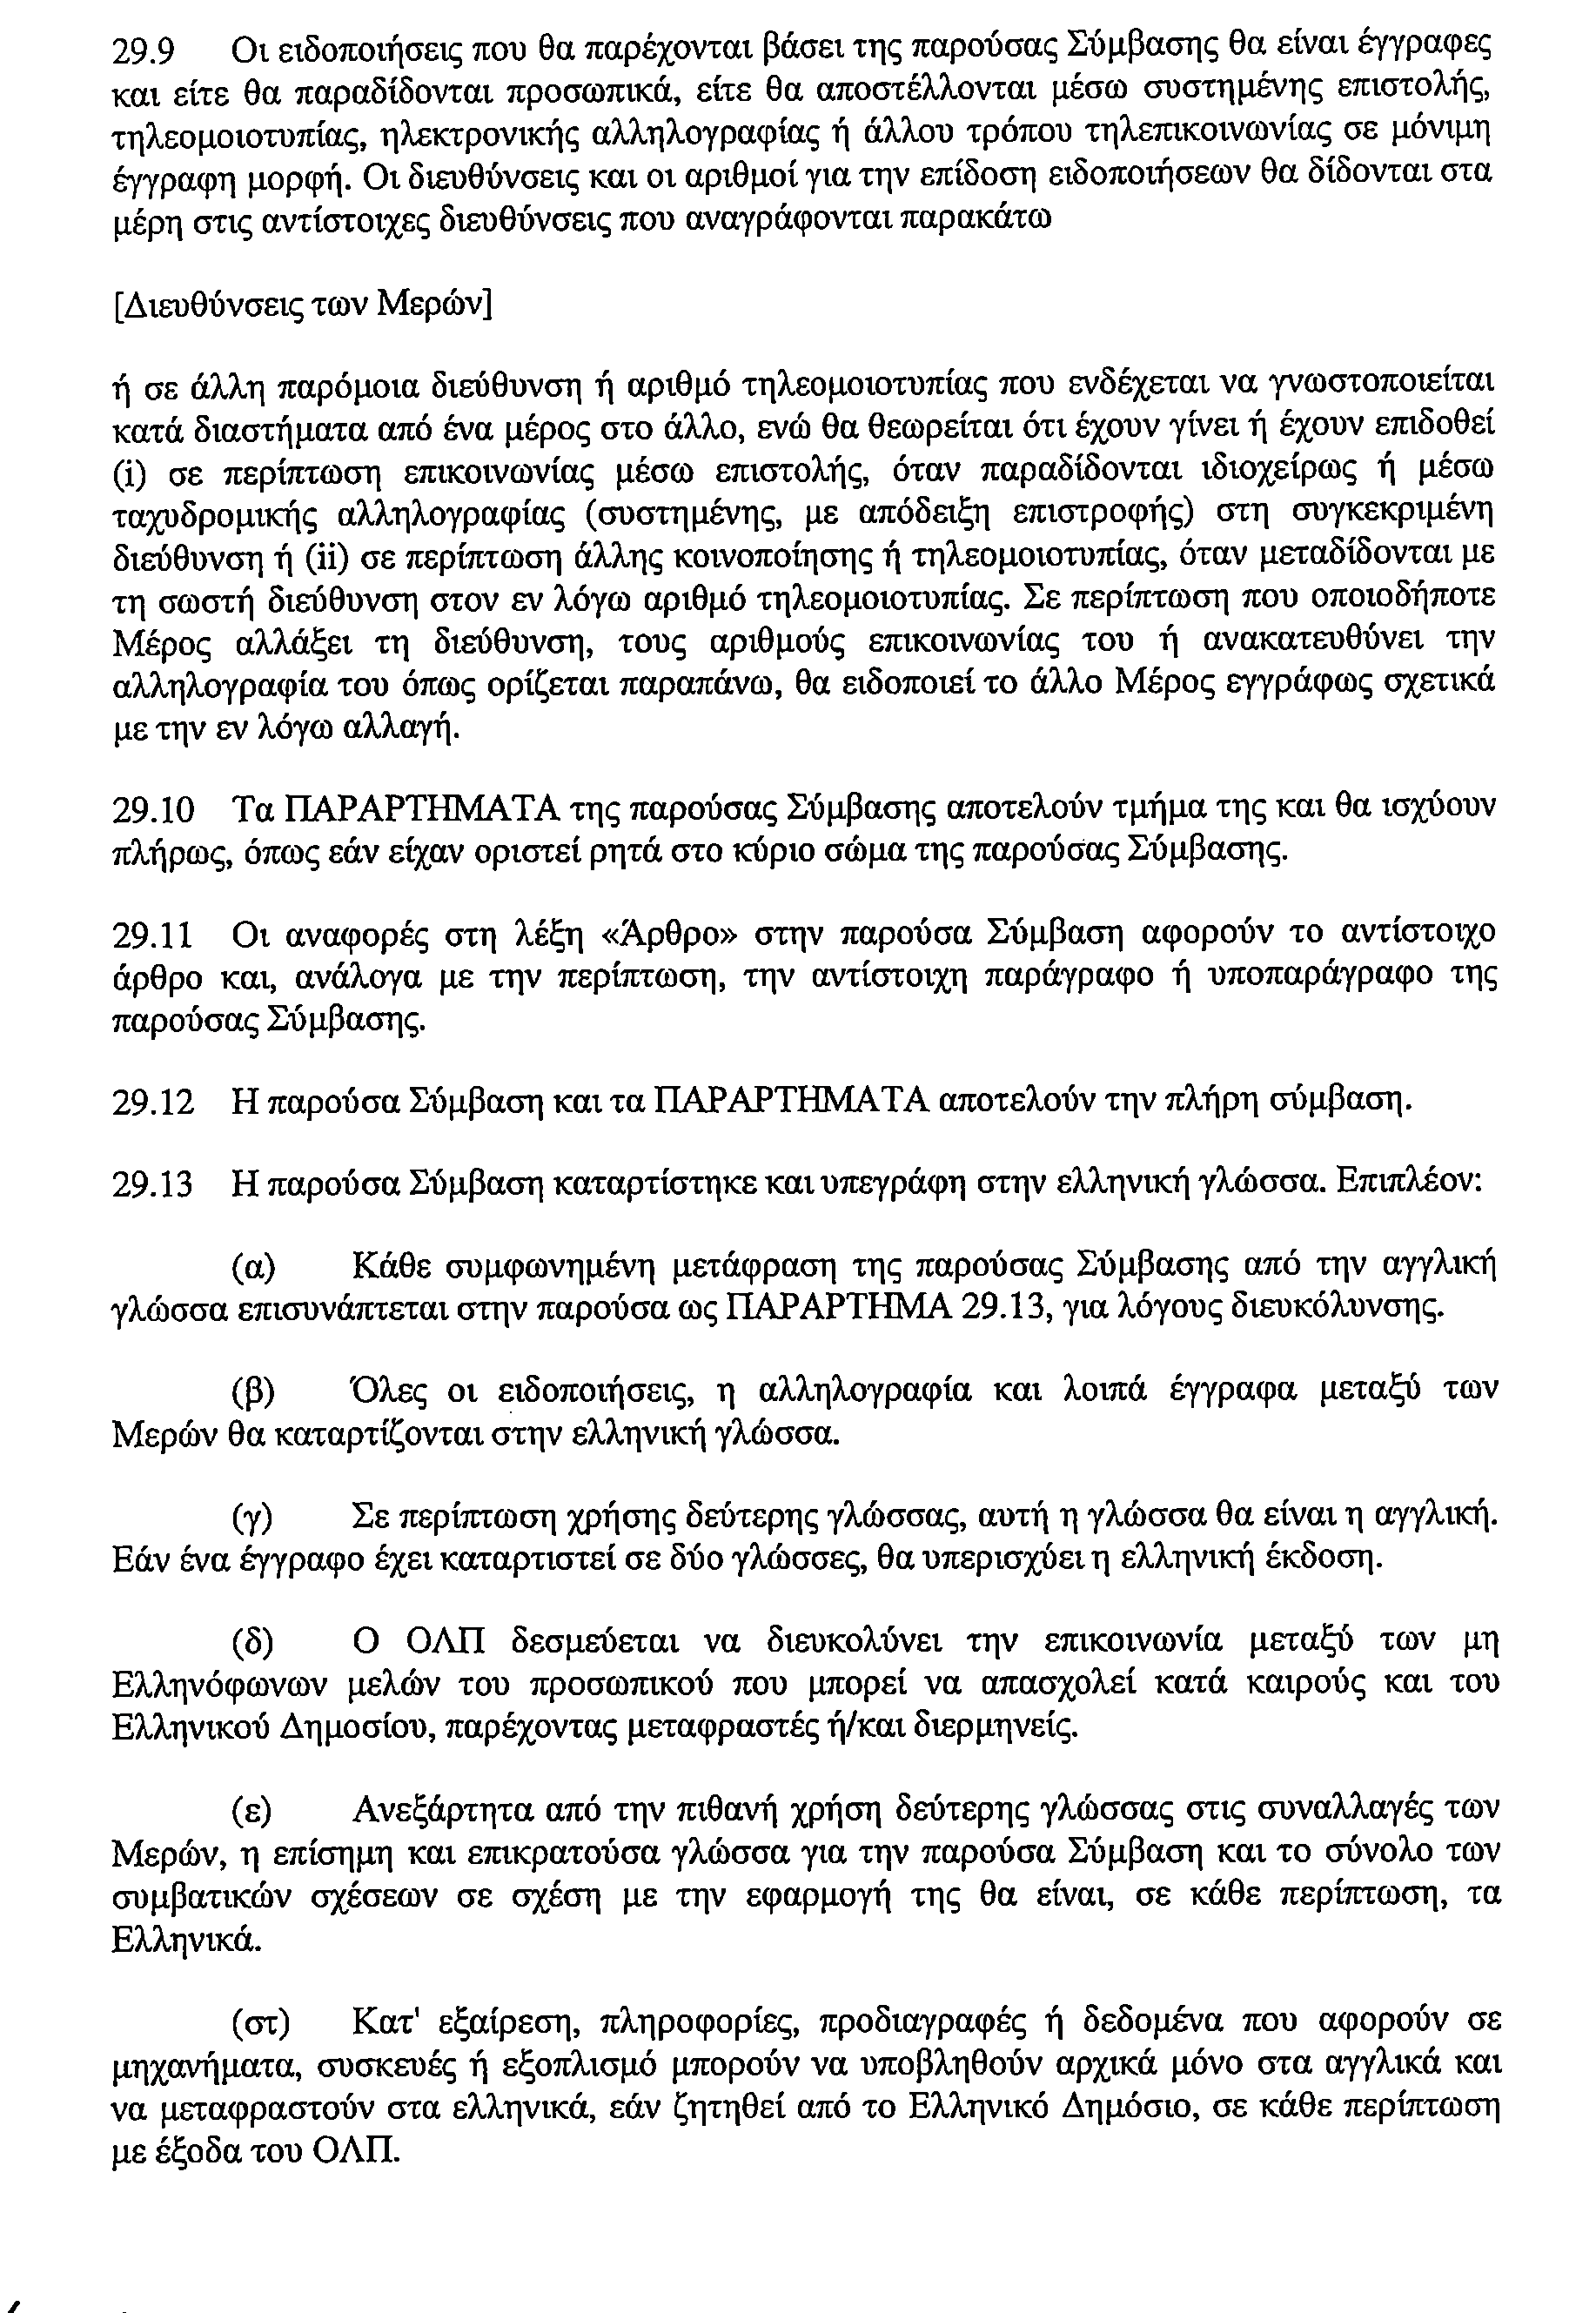 29.9 Οι ειδοποιήσεις που θα παρέχονται βάσει της παρούσας Σύμβασης θα είναι έγγραφες
και είτε θα παραδίδονται προσωπικά, είτε θα αποστέλλονται μέσω συστημένης επιστολής,
τηλεομοιοτυπίας, ηλεκτρονικής αλληλογραφίας ή άλλου τρόπου τηλεπικοινωνίας σε μόνιμη
έγγραφη μορφή. Οι διευθύνσεις και οι αριθμοί για την επίδοση ειδοποιήσεων θα δίδονται στα
μέρη στις αντίστοιχες διευθύνσεις που αναγράφονται παρακάτω
[Διευθύνσεις των Μερών]
ή σε άλλη παρόμοια διεύθυνση ή αριθμό τηλεομοιοτυπίας που ενδέχεται να γνωστοποιείται
κατά διαστήματα από ένα μέρος στο άλλο, ενώ θα θεωρείται ότι έχουν γίνει ή έχουν επιδοθεί
(i) σε περίπτωση επικοινωνίας μέσω επιστολής, όταν παραδίδονται ιδιοχείρως ή μέσω
ταχυδρομικής αλληλογραφίας (συστημένης, με απόδειξη επιστροφής) στη συγκεκριμένη
διεύθυνση ή (ii) σε περίπτωση άλλης κοινοποίησης ή τηλεομοιοτυπίας, όταν μεταδίδονται με
τη σωστή διεύθυνση στον εν λόγω αριθμό τηλεομοιοτυπίας. Σε περίπτωση που οποιοδήποτε
Μέρος αλλάξει τη διεύθυνση, τους αριθμούς επικοινωνίας του ή ανακατευθύνει την
αλληλογραφία του όπως ορίζεται παραπάνω, θα ειδοποιεί το άλλο Μέρος εγγράφως σχετικά
με την εν λόγω αλλαγή.
29.10 Τα ΠΑΡΑΡΤΗΜΑΤΑ της παρούσας Σύμβασης αποτελούν τμήμα της και θα ισχύουν
πλήρως, όπως εάν είχαν οριστεί ρητά στο κύριο σώμα της παρούσας Σύμβασης.
29.11 Οι αναφορές στη λέξη «Άρθρο» στην παρούσα Σύμβαση αφορούν το αντίστοιχο
άρθρο και, ανάλογα με την περίπτωση, την αντίστοιχη παράγραφο ή υποπαράγραφο της
παρούσας Σύμβασης.
29.12 Η παρούσα Σύμβαση και τα ΠΑΡΑΡΤΗΜΑΤΑ αποτελούν την πλήρη σύμβαση.
29.13 Η παρούσα Σύμβαση καταρτίστηκε και υπεγράφη στην ελληνική γλώσσα. Επιπλέον:
(α) Κάθε συμφωνημένη μετάφραση της παρούσας Σύμβασης από την αγγλική
γλώσσα επισυνάπτεται στην παρούσα ως ΠΑΡΑΡΤΗΜΑ 29.13, για λόγους διευκόλυνσης.
(β) Όλες οι ειδοποιήσεις, η αλληλογραφία και λοιπά έγγραφα μεταξύ των
Μερών θα καταρτίζονται στην ελληνική γλώσσα.
(γ) Σε περίπτωση χρήσης δεύτερης γλώσσας, αυτή η γλώσσα θα είναι η αγγλική.
Εάν ένα έγγραφο έχει καταρτιστεί σε δύο γλώσσες, θα υπερισχύει η ελληνική έκδοση.
(δ) Ο ΟΛΠ δεσμεύεται να διευκολύνει την επικοινωνία μεταξύ των μη
Ελληνόφωνων μελών του προσωπικού που μπορεί να απασχολεί κατά καιρούς και του
Ελληνικού Δημοσίου, παρέχοντας μεταφραστές ή/και διερμηνείς.
(ε) Ανεξάρτητα από την πιθανή χρήση δεύτερης γλώσσας στις συναλλαγές των
Μερών, η επίσημη και επικρατούσα γλώσσα για την παρούσα Σύμβαση και το σύνολο των
συμβατικών σχέσεων σε σχέση με την εφαρμογή της θα είναι, σε κάθε περίπτωση, τα
Ελληνικά.
(στ) Κατ' εξαίρεση, πληροφορίες, προδιαγραφές ή δεδομένα που αφορούν σε
μηχανήματα, συσκευές ή εξοπλισμό μπορούν να υποβληθούν αρχικά μόνο στα αγγλικά και
να μεταφραστούν στα ελληνικά, εάν ζητηθεί από το Ελληνικό Δημόσιο, σε κάθε περίπτωση
με έξοδα του ΟΛΠ.